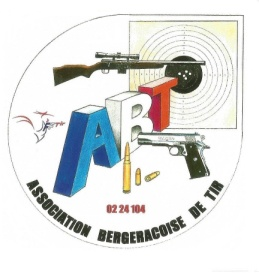 ABT
02 24 104
ASSOCIATION BERGERACOISE DE TIR